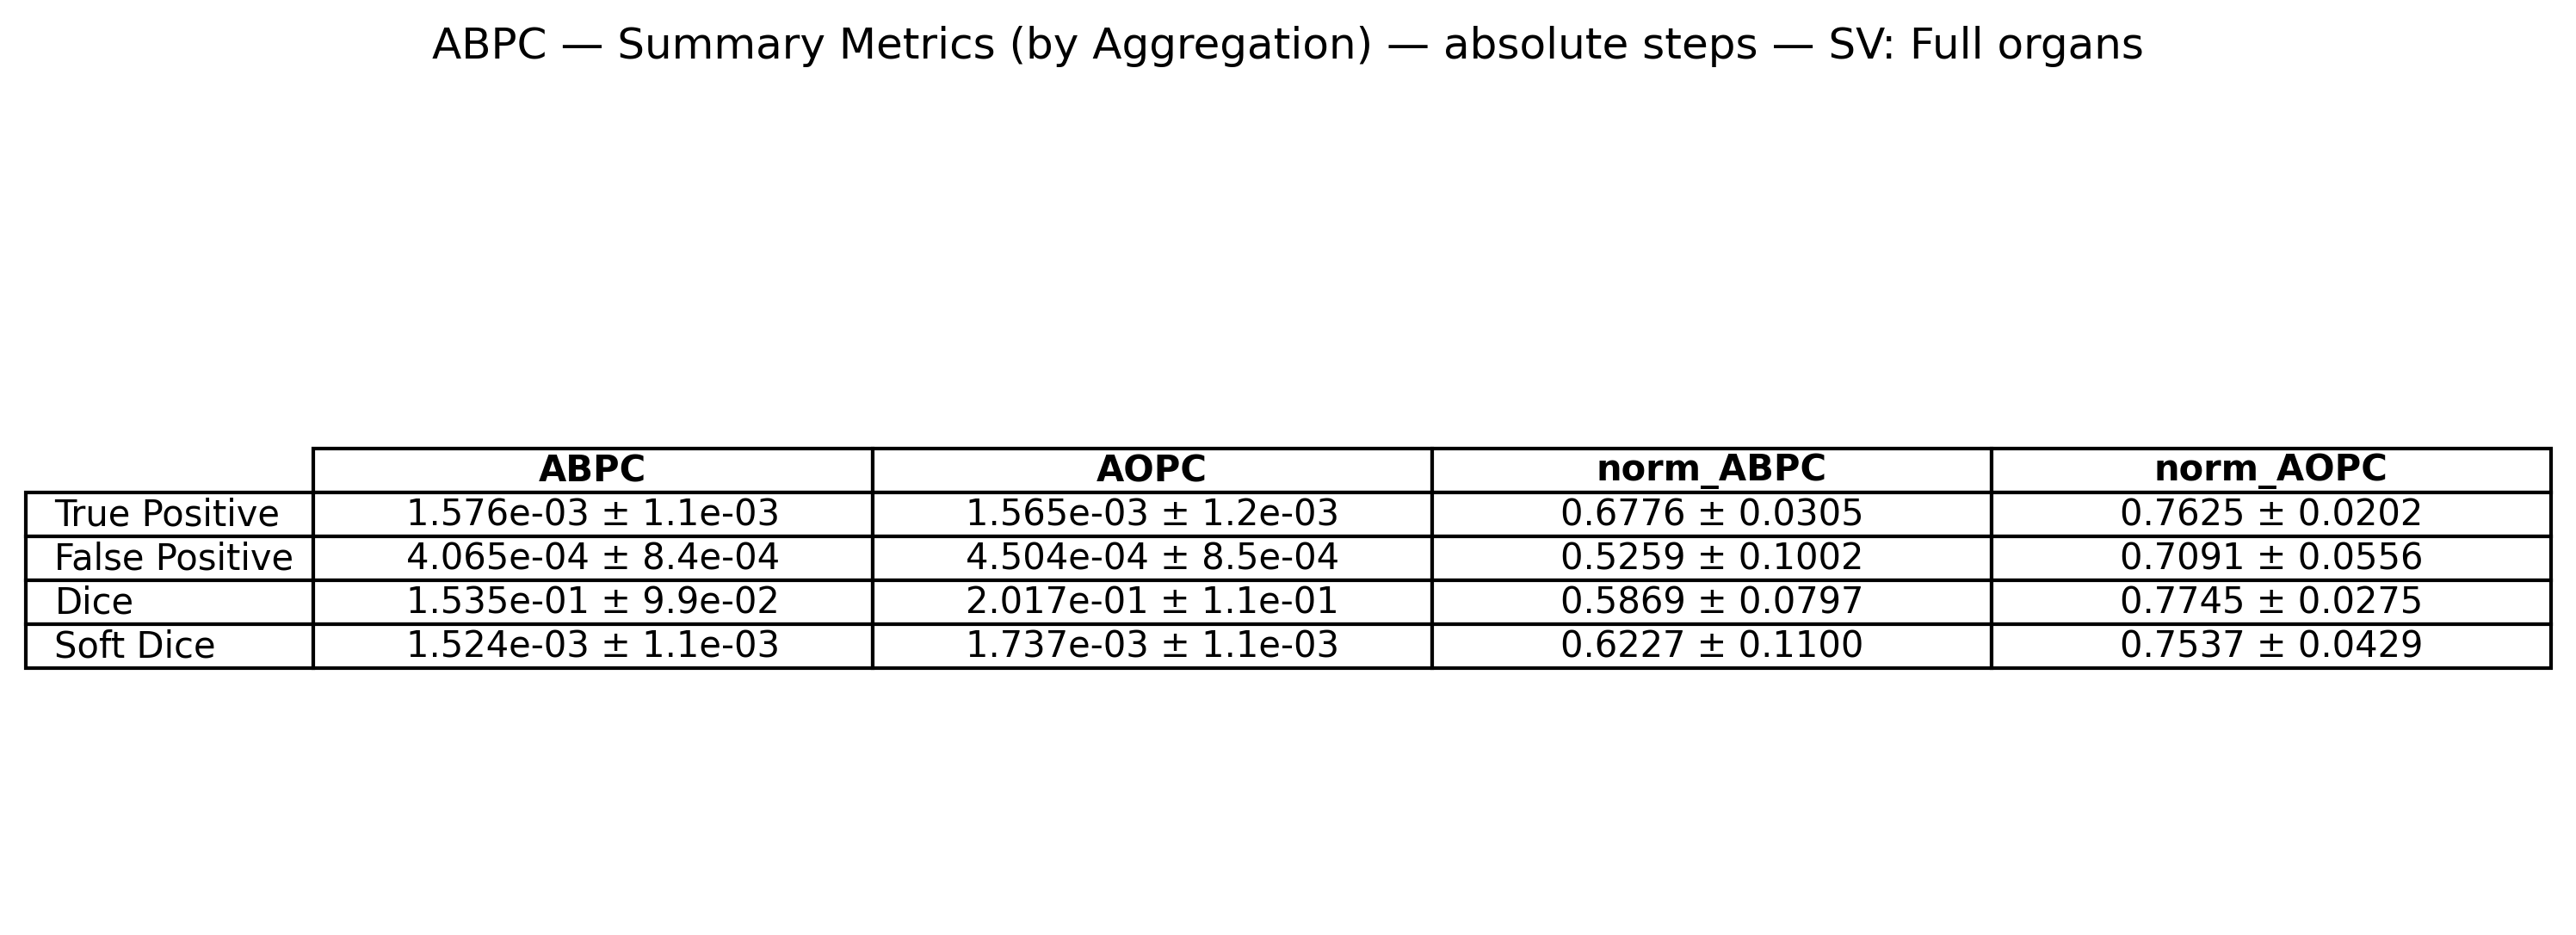 ABPC — Summary Metrics (by Aggregation) — absolute steps — SV: Full organs
ABPC AOPC norm_ABPC norm_AOPC
True Positive 1.576e-03 ± 1.1e-03 1.565e-03 ± 1.2e-03 0.6776 ± 0.0305 0.7625 ± 0.0202
False Positive 4.065e-04 ± 8.4e-04 4.504e-04 ± 8.5e-04 0.5259 ± 0.1002 0.7091 ± 0.0556
Dice 1.535e-01 ± 9.9e-02 2.017e-01 ± 1.1e-01 0.5869 ± 0.0797 0.7745 ± 0.0275
Soft Dice 1.524e-03 ± 1.1e-03 1.737e-03 ± 1.1e-03 0.6227 ± 0.1100 0.7537 ± 0.0429